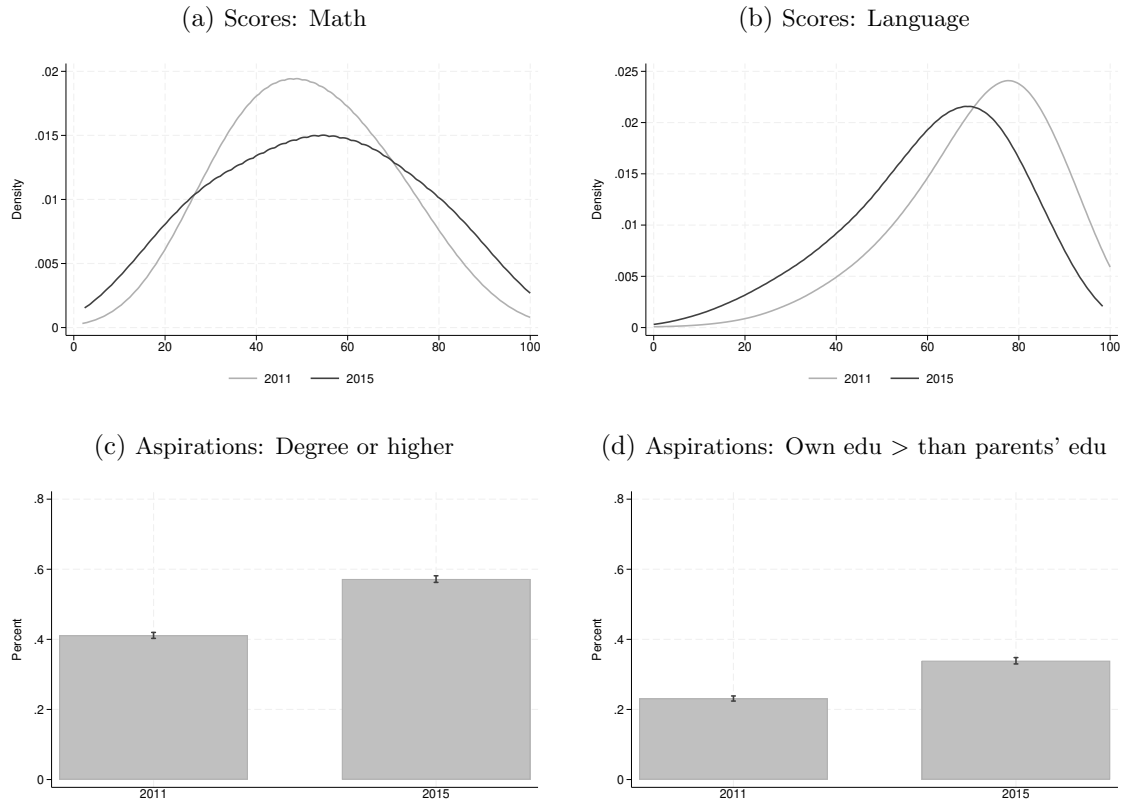 (a) Scores: Math
.02
.015
.01
.005
0
Density
0 20 40 60 80 100
2011 2015
(b) Scores: Language
.025
.02
.015
.01
.005
0
Density
0 20 40 60 80 100
2011 2015
(c) Aspirations: Degree or higher
.8
.6
.4
.2
0
Percent
2011 2015
(d) Aspirations: Own edu > than parents' edu
.8
.6
.4
.2
0
Percent
2011 2015